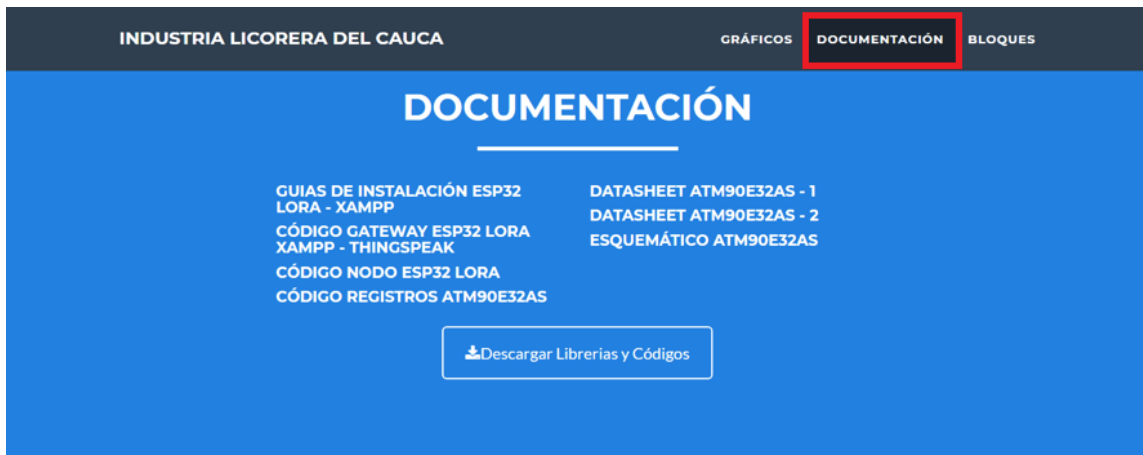 INDUSTRIA LICORERA DEL CAUCA
GRÁFICOS
DOCUMENTACIÓN
BLOQUES
DOCUMENTACIÓN
GUIAS DE INSTALACIÓN ESP32
LORA - XAMPP
CÓDIGO GATEWAY ESP32 LORA
XAMPP - THINGSPEAK
CÓDIGO NODO ESP32 LORA
CÓDIGO REGISTROS ATM90E32AS
DATASHEET ATM90E32AS - 1
DATASHEET ATM90E32AS - 2
ESQUEMÁTICO ATM90E32AS
Descargar Librerias y Códigos